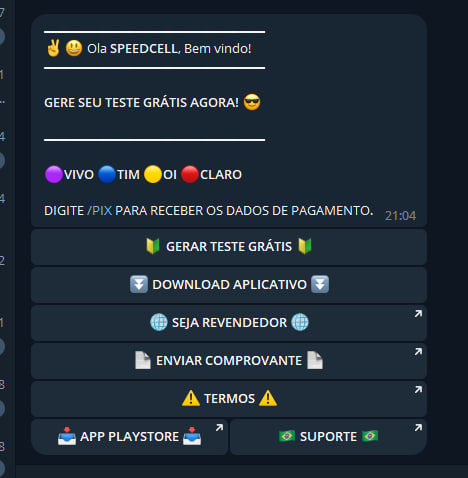 ✌️😃 Ola SPEEDCELL, Bem vindo!
GERE SEU TESTE GRÁTIS AGORA! 😎
🟣VIVO 🔵TIM 🟡OI 🔴CLARO
DIGITE /PIX PARA RECEBER OS DADOS DE PAGAMENTO.
21:04
🔰 GERAR TESTE GRÁTIS 🔰
⏬ DOWNLOAD APLICATIVO ⏬
🌐 SEJA REVENDEDOR 🌐
📄 ENVIAR COMPROVANTE 📄
⚠️ TERMOS ⚠️
📥 APP PLAYSTORE 📥
🇧🇷 SUPORTE 🇧🇷